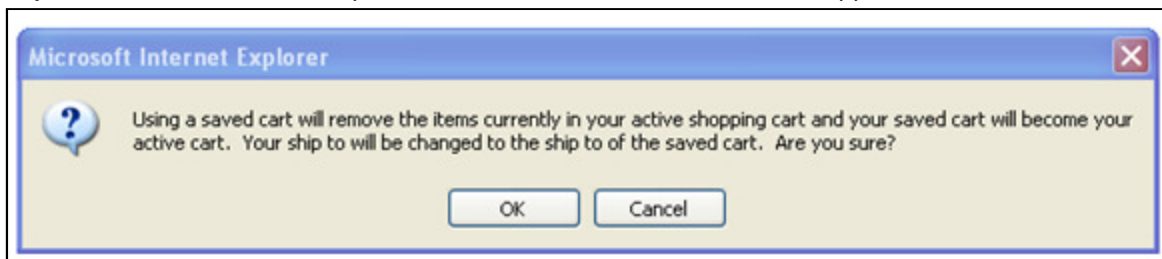 Microsoft Internet Explorer
Using a saved cart will remove the items currently in your active shopping cart and your saved cart will become your
active cart. Your ship to will be changed to the ship to of the saved cart. Are you sure?
OK Cancel